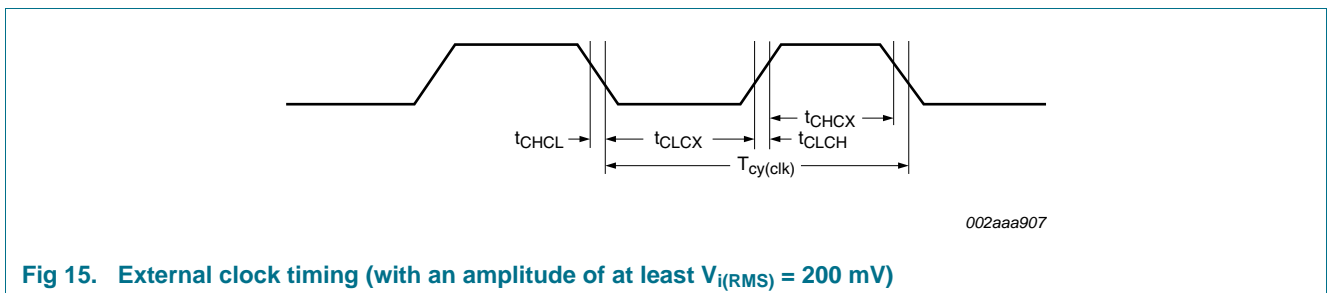 tCHCX
tCHCL
tCLCX
tCLCH
Tcy(clk)
002aaa907
Fig 15. External clock timing (with an amplitude of at least Vi(RMS) = 200 mV)